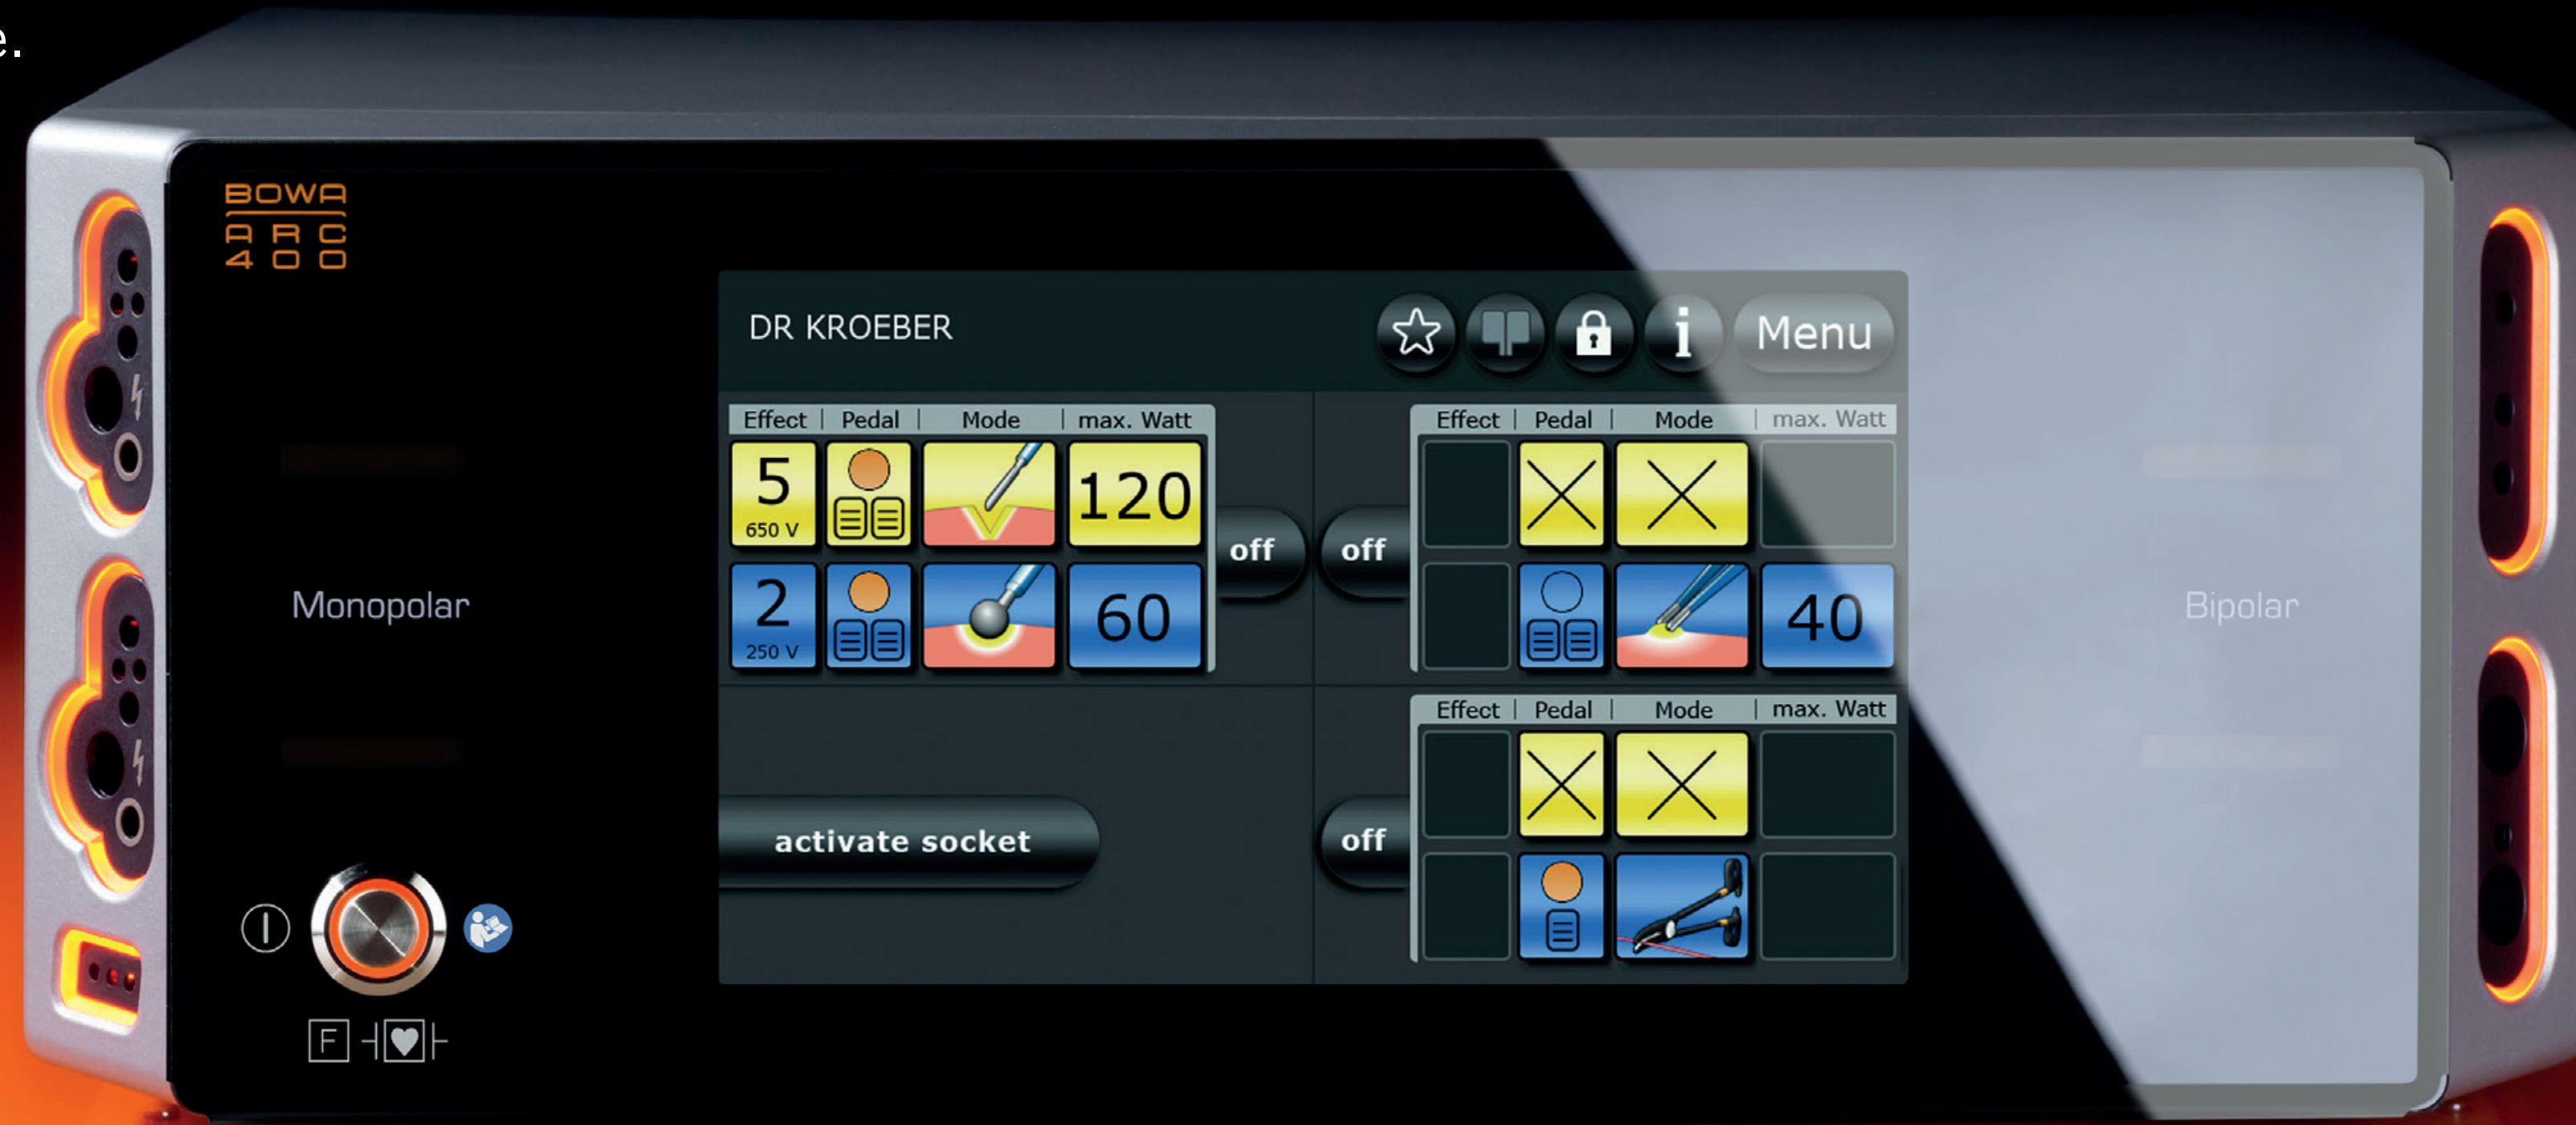 e.
BOWA
ARC
400
DR KROEBER
i
Menu
Effect | Pedal | Mode | max. Watt
5
650 V
120
2
250 V
60
off
off
Effect | Pedal | Mode | max. Watt
40
activate socket
off
Effect | Pedal | Mode | max. Watt
Monopolar
Bipolar
F